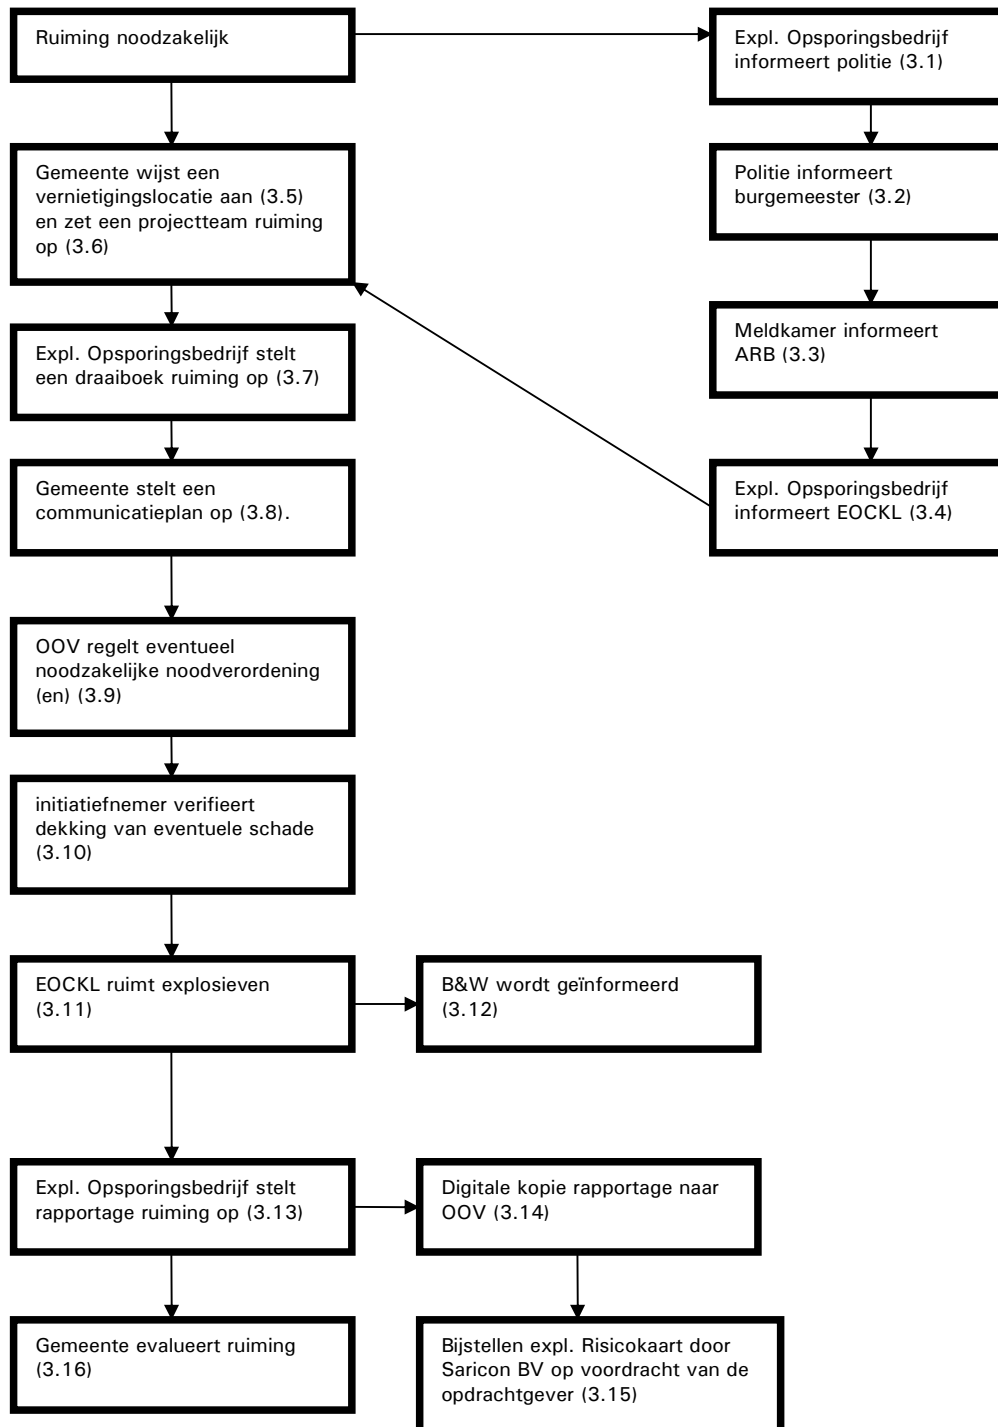 Ruiming noodzakelijk
Expl. Opsporingsbedrijf
informeert politie (3.1)
Gemeente wijst een
vernietigingslocatie aan (3.5)
en zet een projectteam ruiming
op (3.6)
Politie informeert
burgemeester (3.2)
Meldkamer informeert
ARB (3.3)
Expl. Opsporingsbedrijf stelt
een draaiboek ruiming op (3.7)
Expl. Opsporingsbedrijf
informeert EOCKL (3.4)
Gemeente stelt een
communicatieplan op (3.8).
OOV regelt eventueel
noodzakelijke noodverordening
(en) (3.9)
initiatiefnemer verifieert
dekking van eventuele schade
(3.10)
EOCKL ruimt explosieven
(3.11)
B&W wordt geïnformeerd
(3.12)
Expl. Opsporingsbedrijf stelt
rapportage ruiming op (3.13)
Digitale kopie rapportage naar
OOV (3.14)
Gemeente evalueert ruiming
(3.16)
Bijstellen expl. Risicokaart door
Saricon BV op voordracht van de
opdrachtgever (3.15)